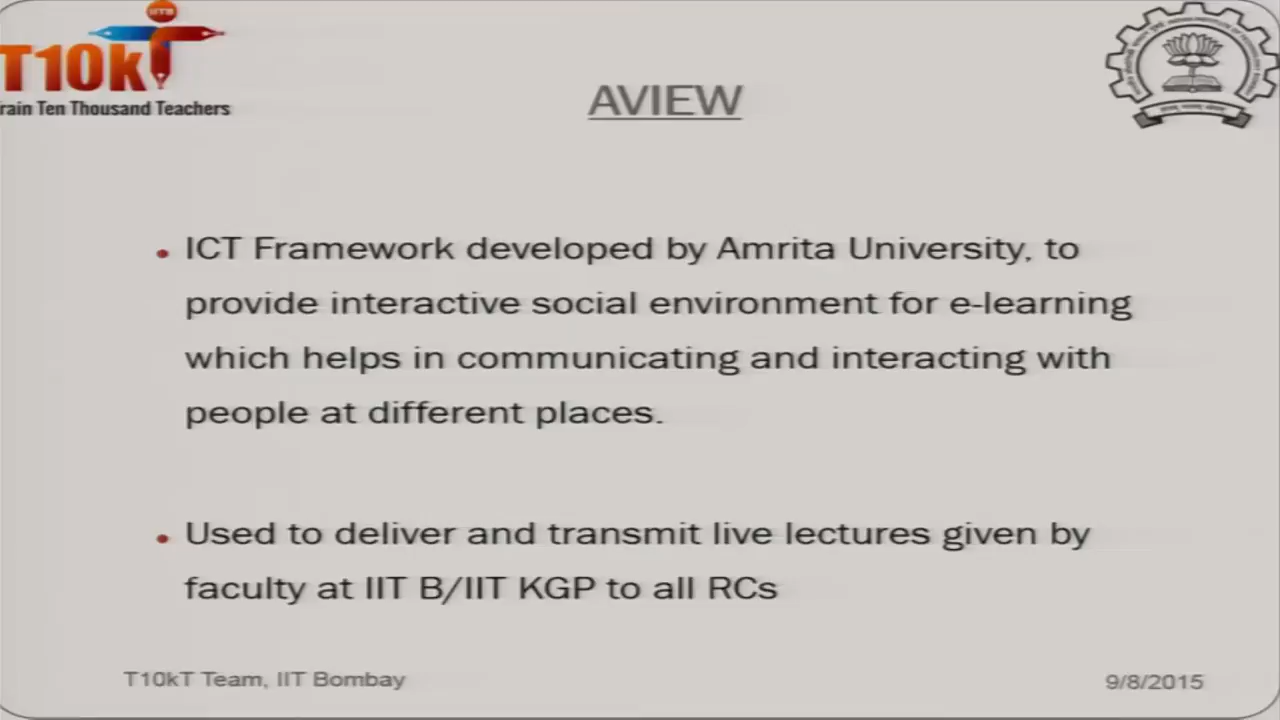 IITB
T10kT
rain Ten Thousand Teachers
AVIEW
• ICT Framework developed by Amrita University, to
provide interactive social environment for e-learning
which helps in communicating and interacting with
people at different places.
• Used to deliver and transmit live lectures given by
faculty at IIT B/IIT KGP to all RCs
T10kT Team, IIT Bombay
9/8/2015